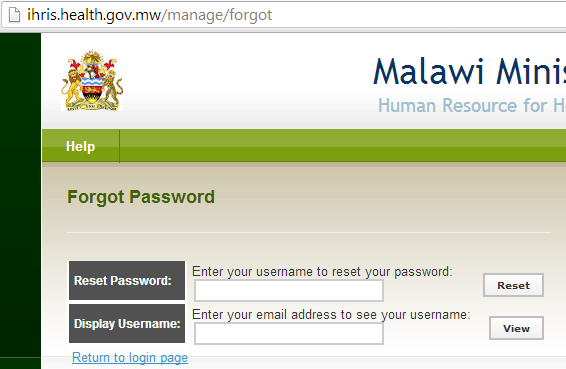 ihris.health.gov.mw/manage/forgot
Malawi Minis
Human Resource for H
Help
Forgot Password
Reset Password:
Enter your username to reset your password:
Reset
Display Username:
Enter your email address to see your username:
View
Return to login page